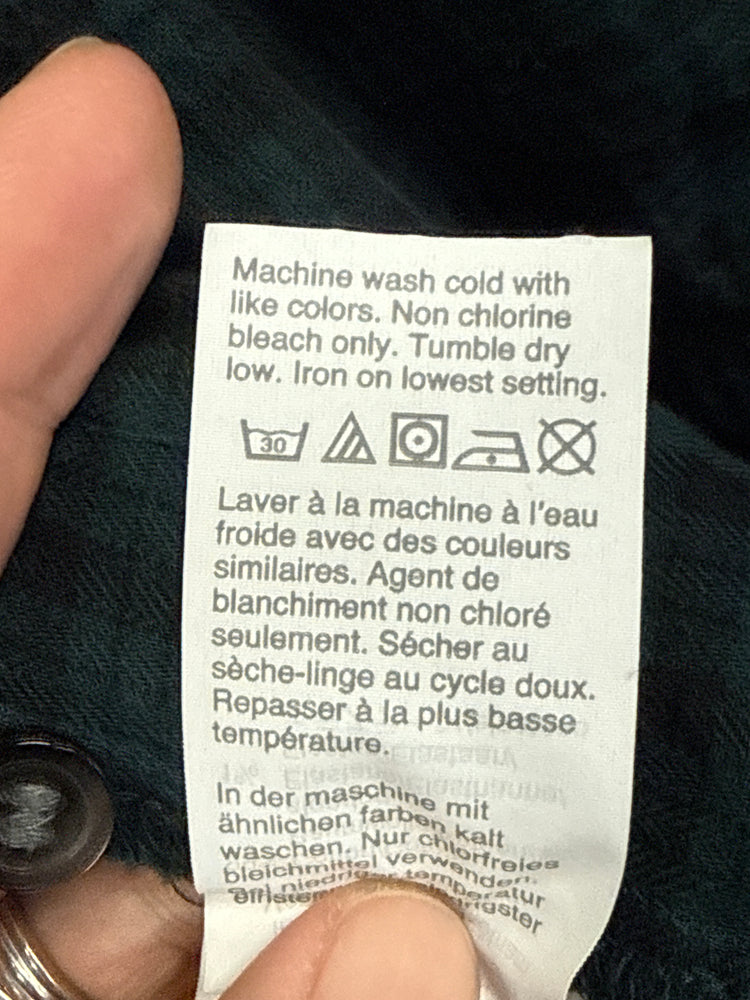 Machine wash cold with
like colors. Non chlorine
bleach only. Tumble dry
low. Iron on lowest setting.
30
Laver à la machine à l'eau
froide avec des couleurs
similaires. Agent de
blanchiment non chloré
seulement. Sécher au
sèche-linge au cycle doux.
Repasser à la plus basse
température.
In der maschine mit
ähnlichen farben kalt
waschen. Nur chlorfreies
bleichmittel verwenden.
niedriger temperatur